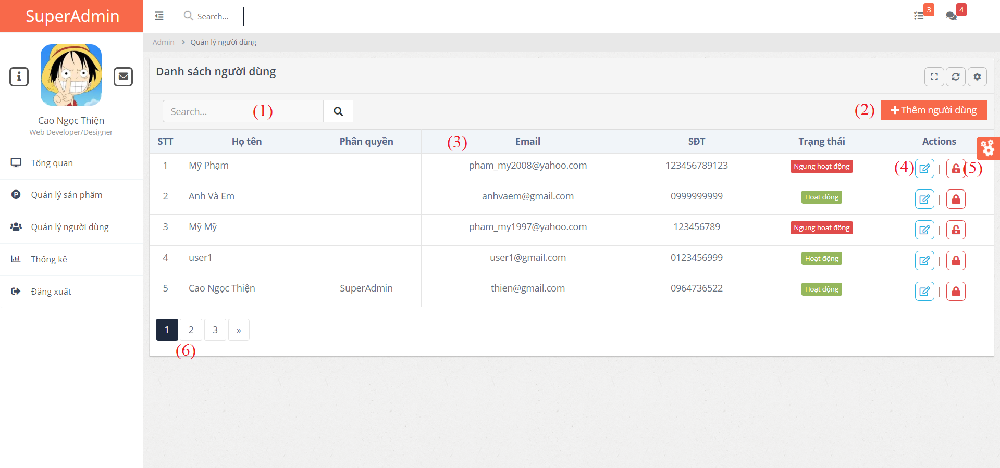 SuperAdmin
Search...
3
4
Admin > Quản lý người dùng
Cao Ngọc Thiện
Web Developer/Designer
Tổng quan
Quản lý sản phẩm
Quản lý người dùng
Thống kê
Đăng xuất
Danh sách người dùng
Search... (1)
(2) + Thêm người dùng
STT Họ tên Phân quyền (3) Email SĐT Trạng thái Actions
1 Mỹ Phạm pham_my2008@yahoo.com 123456789123 Ngưng hoạt động (4) | (5)
2 Anh Và Em anhvaem@gmail.com 0999999999 Hoạt động |
3 Mỹ Mỹ pham_my1997@yahoo.com 123456789 Ngưng hoạt động |
4 user1 user1@gmail.com 0123456999 Hoạt động |
5 Cao Ngọc Thiện SuperAdmin thien@gmail.com 0964736522 Hoạt động |
1 2 3 »
(6)